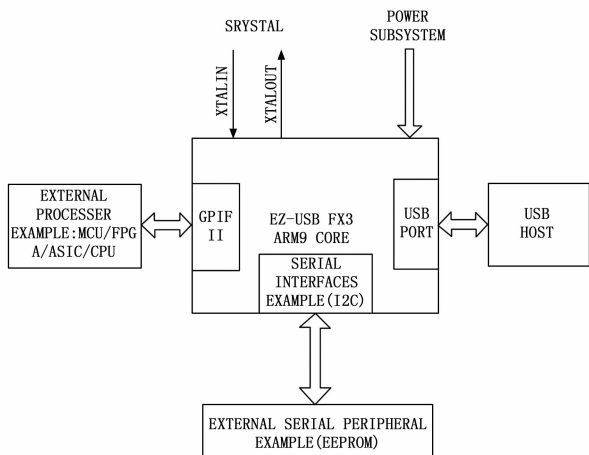 SRYSTAL
POWER
SUBSYSTEM
XTALIN
XTALOUT
EXTERNAL
PROCESSER
EXAMPLE:MCU/FPG
A/ASIC/CPU
GPIF
II
EZ-USB FX3
ARM9 CORE
USB
PORT
USB
HOST
SERIAL
INTERFACES
EXAMPLE(I2C)
EXTERNAL SERIAL PERIPHERAL
EXAMPLE(EEPROM)